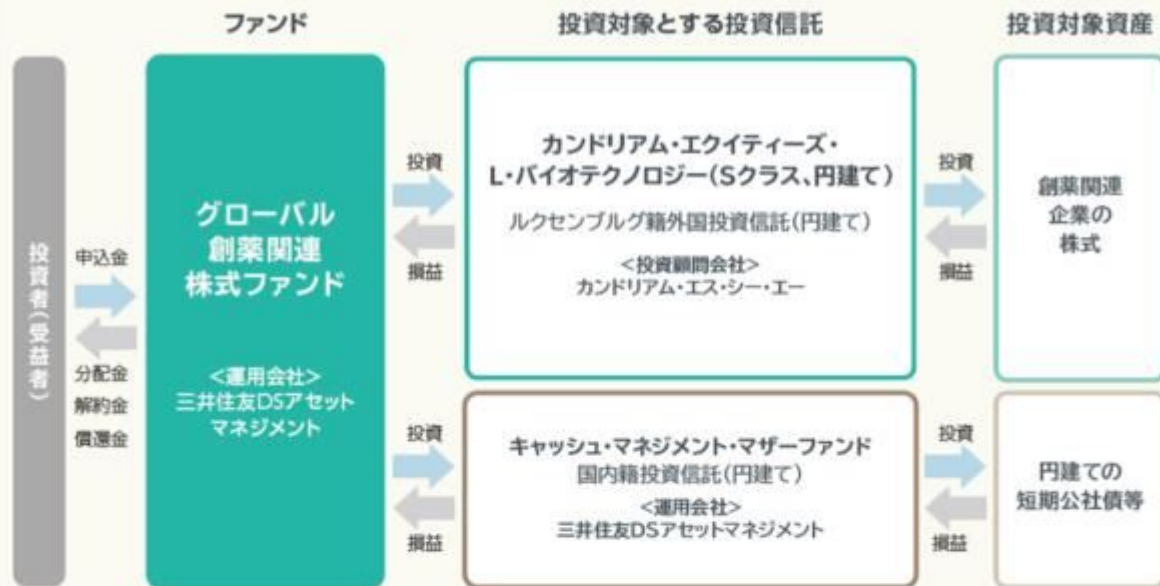 ファンド
投資対象とする投資信託
投資対象資産
投資者(受益者)
申込金
分配金
解約金
償還金
グローバル
創薬関連
株式ファンド
<運用会社>
三井住友DSアセット
マネジメント
投資
損益
カンドリアム・エクイティーズ・
L・バイオテクノロジー(Sクラス、円建て)
ルクセンブルグ籍外国投資信託(円建て)
<投資顧問会社>
カンドリアム・エス・シー・エー
投資
損益
創薬関連
企業の
株式
投資
損益
キャッシュ・マネジメント・マザーファンド
国内籍投資信託(円建て)
<運用会社>
三井住友DSアセットマネジメント
投資
損益
円建ての
短期公社債等